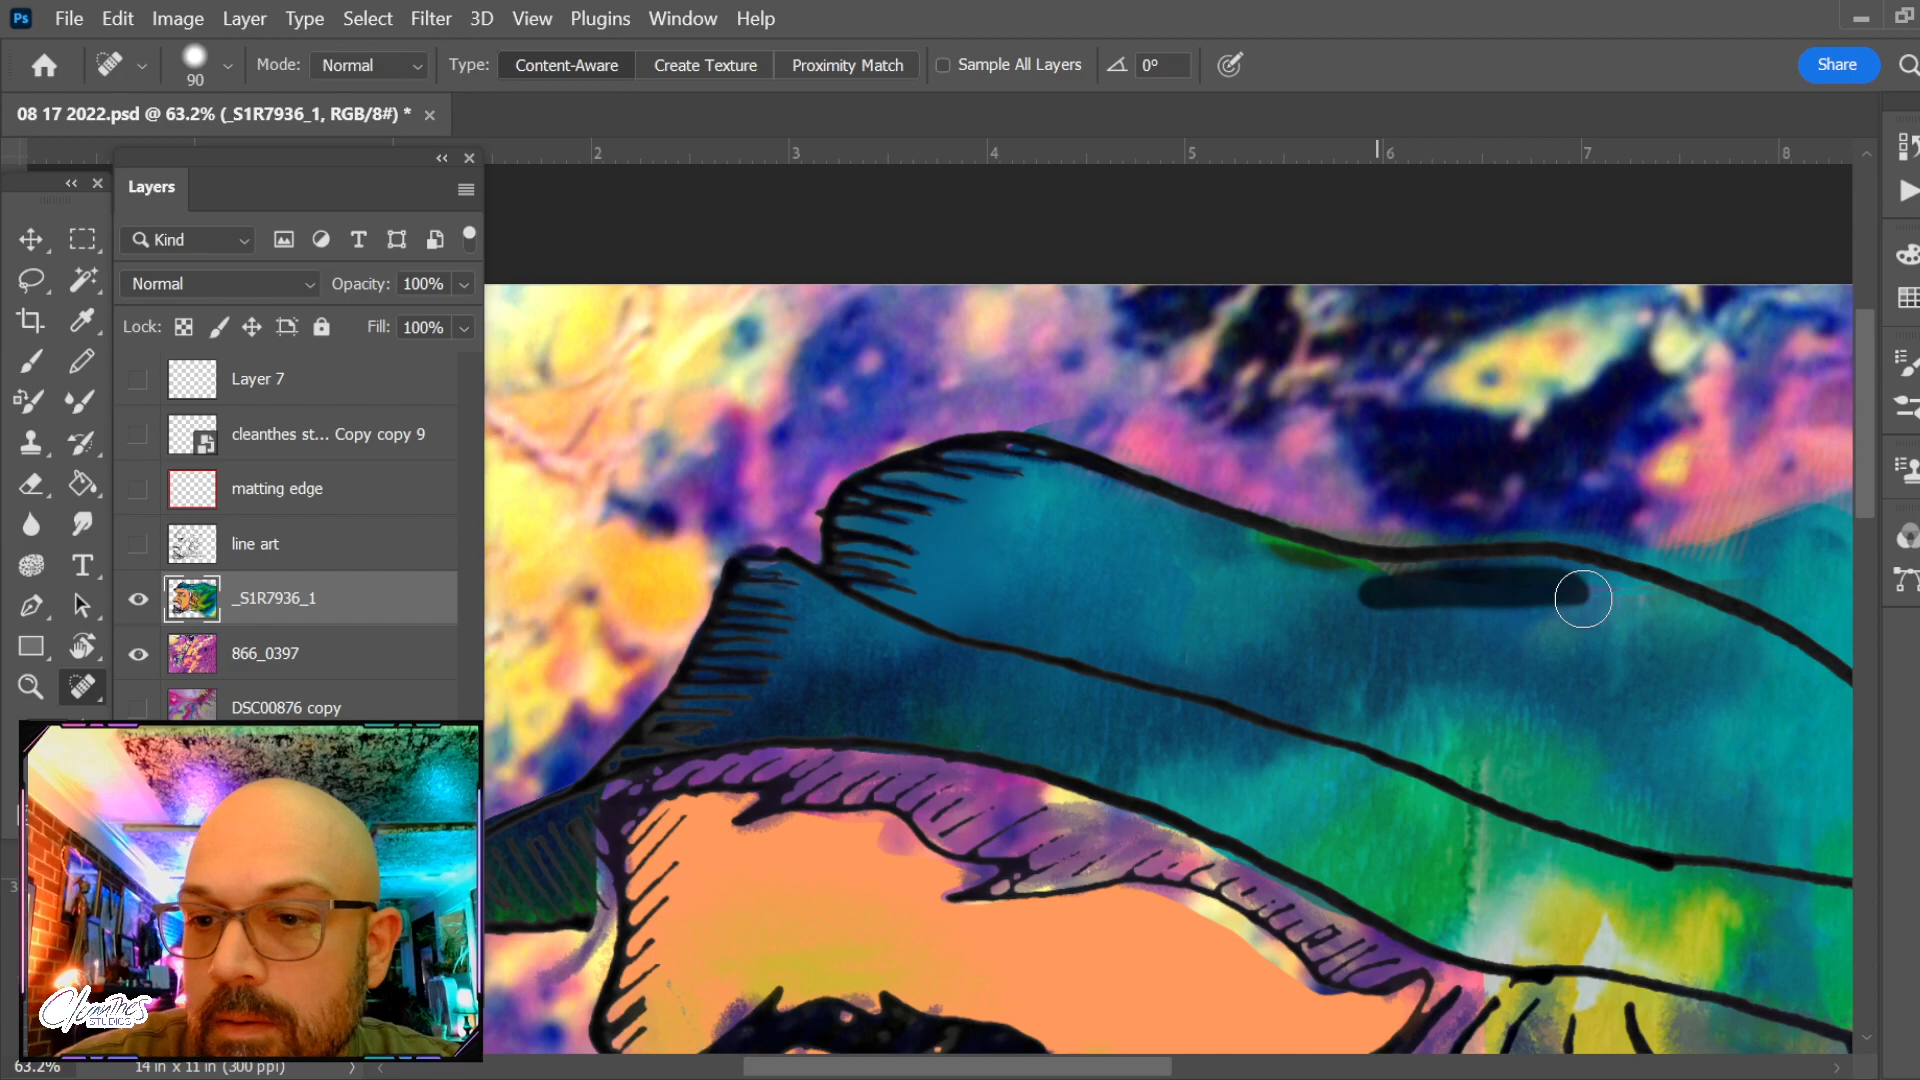 Ps File Edit Image Layer Type Select Filter 3D View Plugins Window Help
90 Mode: Normal Type: Content-Aware Create Texture Proximity Match Sample All Layers 0° Share
08 17 2022.psd @ 63.2% (_S1R7936_1, RGB/8#) *
2 3 4 5 6 7 8
Layers
Kind
Normal Opacity: 100%
Lock: Fill: 100%
Layer 7
cleanthes st... Copy copy 9
matting edge
line art
_S1R7936_1
866_0397
DSC00876 copy
3
Cleanthes
STUDIOS
63.2% 14 in x 11 in (300 ppi)